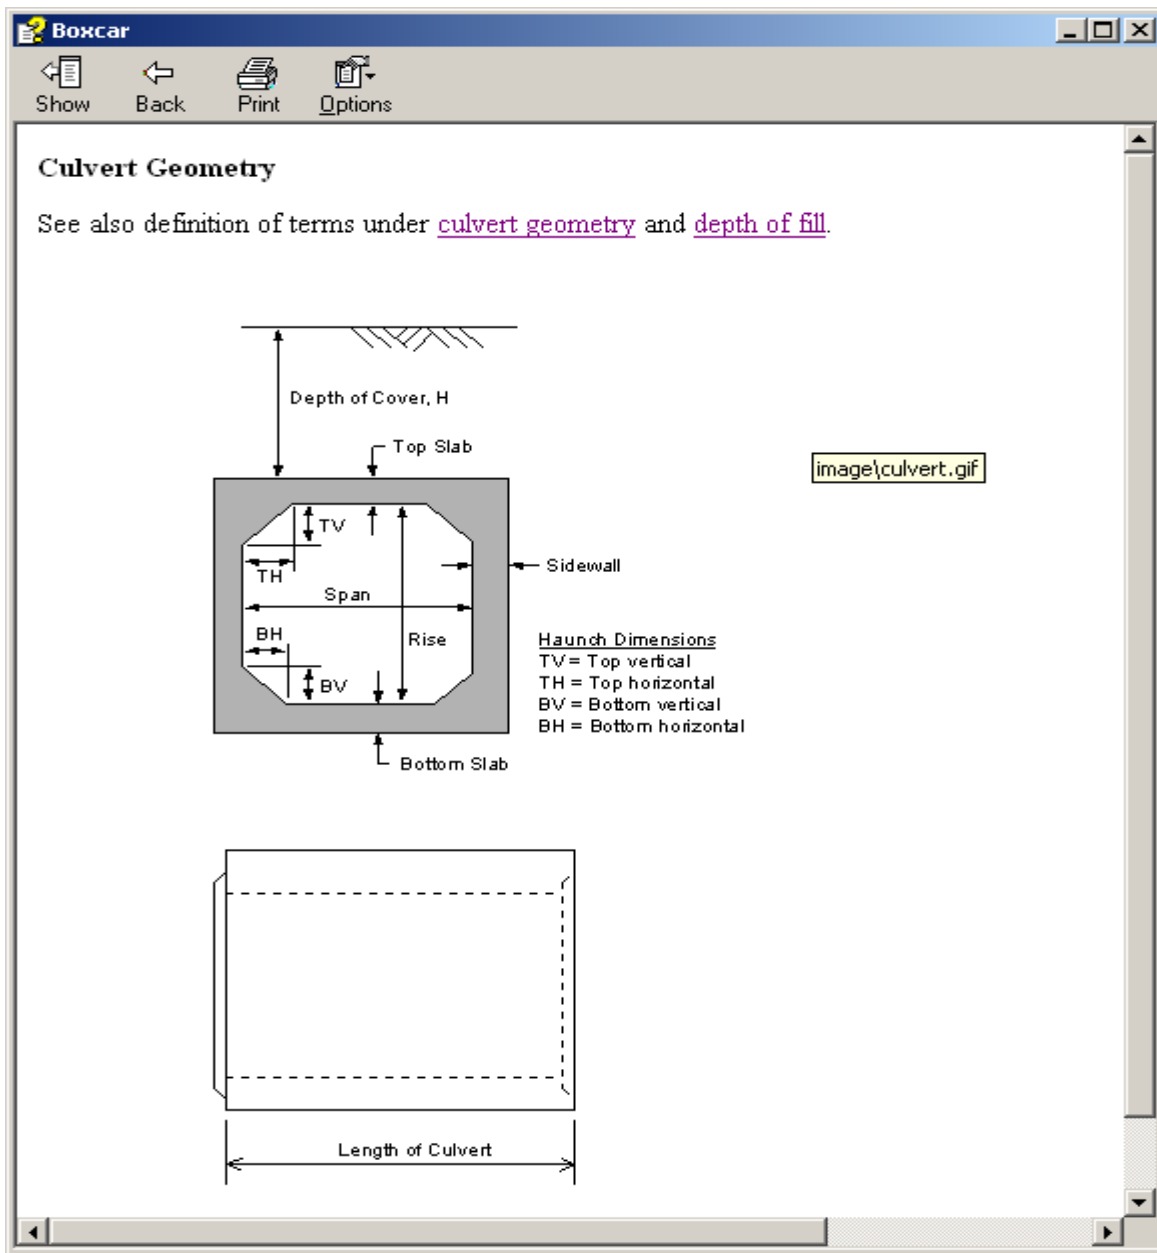 Boxcar
Show Back Print Options
Culvert Geometry
See also definition of terms under culvert geometry and depth of fill.
Depth of Cover, H
Top Slab
image\culvert.gif
TV
TH
Sidewall
Span
BH
Rise
BV
Haunch Dimensions
TV = Top vertical
TH = Top horizontal
BV = Bottom vertical
BH = Bottom horizontal
Bottom Slab
Length of Culvert